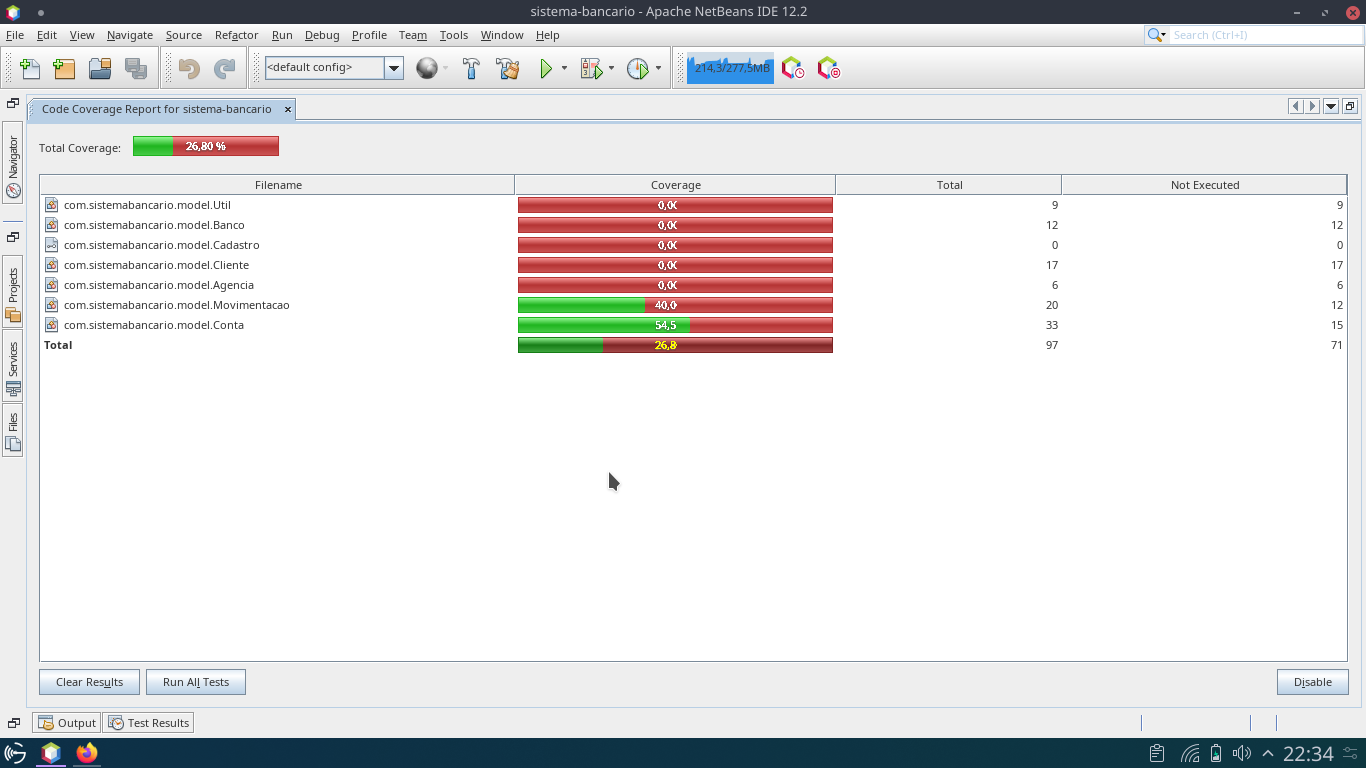 sistema-bancario - Apache NetBeans IDE 12.2
File Edit View Navigate Source Refactor Run Debug Profile Team Tools Window Help
Search (Ctrl+I)
<default config>
214,3/277,5MB
Code Coverage Report for sistema-bancario
Navigator
Projects
Services
Files
Total Coverage: 26,80 %
Filename Coverage Total Not Executed
com.sistemabancario.model.Util 0,0 9 9
com.sistemabancario.model.Banco 0,0 12 12
com.sistemabancario.model.Cadastro 0,0 0 0
com.sistemabancario.model.Cliente 0,0 17 17
com.sistemabancario.model.Agencia 0,0 6 6
com.sistemabancario.model.Movimentacao 40,0 20 12
com.sistemabancario.model.Conta 54,5 33 15
Total 26,8 97 71
Clear Results Run All Tests Disable
Output Test Results
22:34